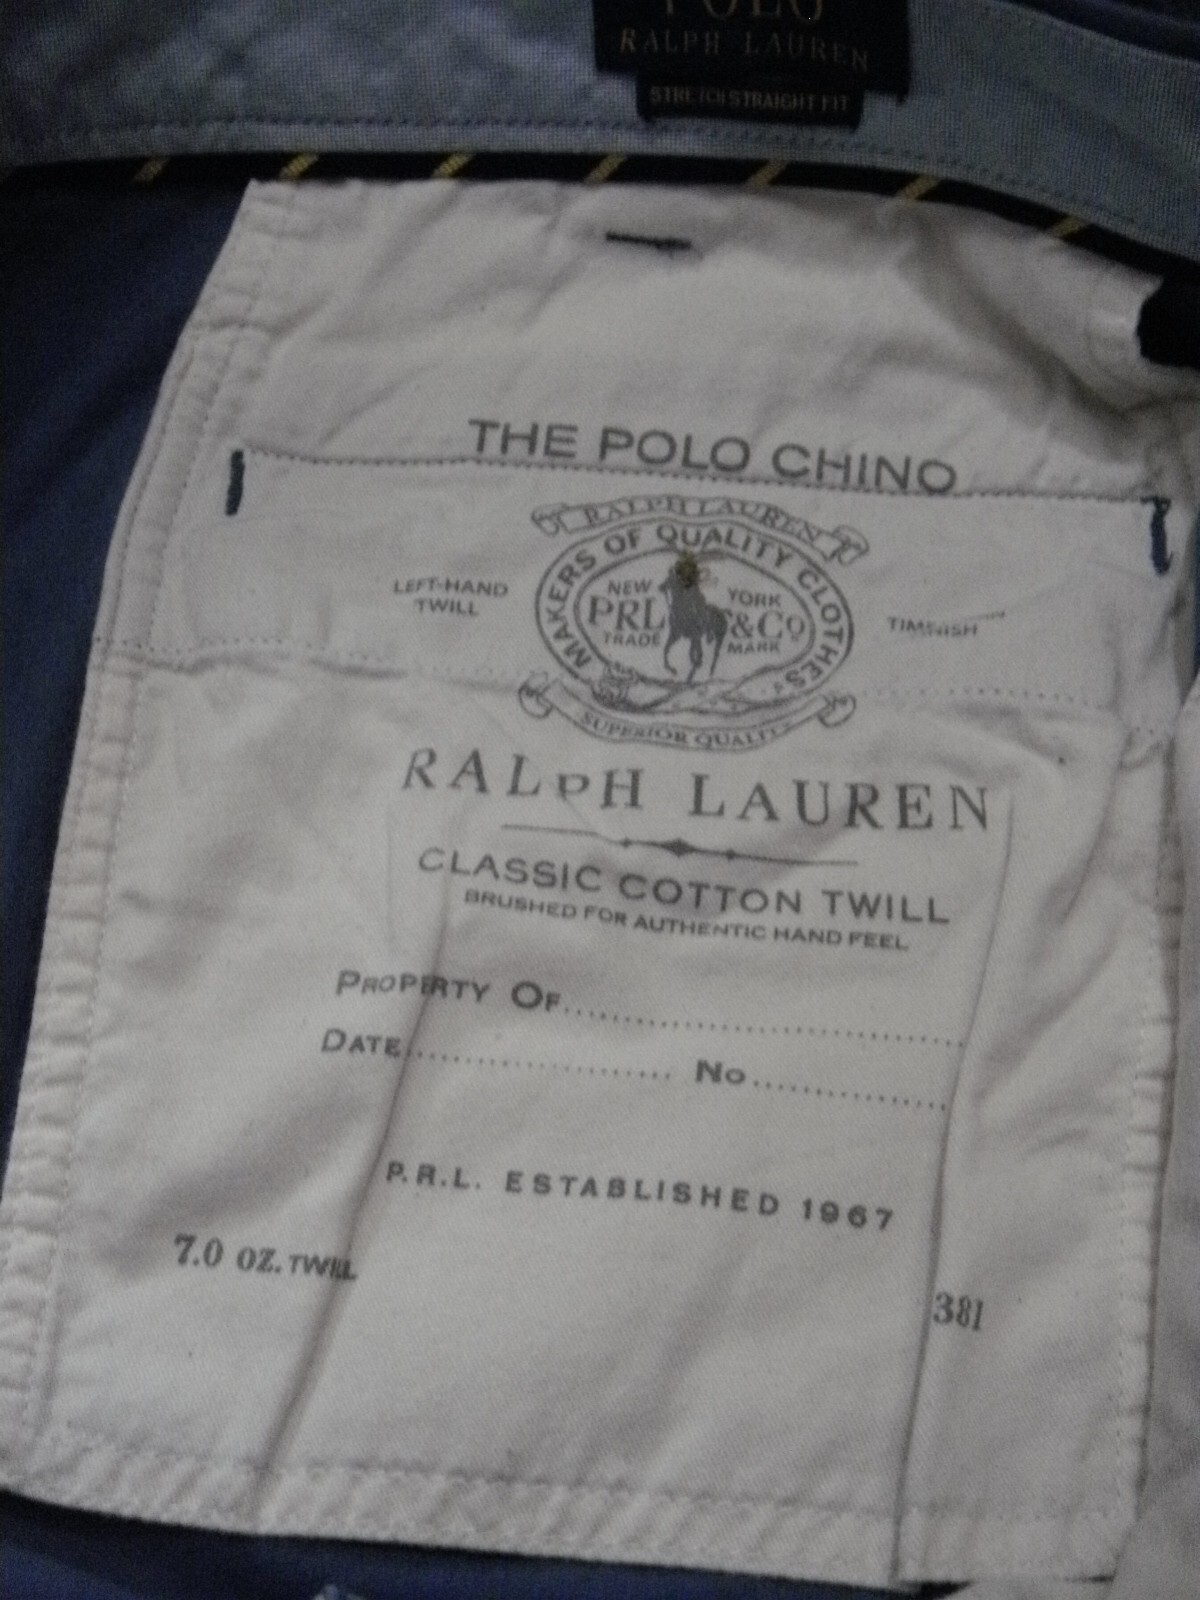 POLO
RALPH LAUREN
STRETCH STRAIGHT FIT
THE POLO CHINO
RALPH LAUREN
MAKERS OF QUALITY CLOTHES
LEFT-HAND
TWILL
NEW YORK
PRL &Co
TRADE MARK
SUPERIOR QUALITY
RALPH LAUREN
CLASSIC COTTON TWILL
BRUSHED FOR AUTHENTIC HAND FEEL
PROPERTY OF
DATE No
P.R.L. ESTABLISHED 1967
7.0 OZ. TWILL
381